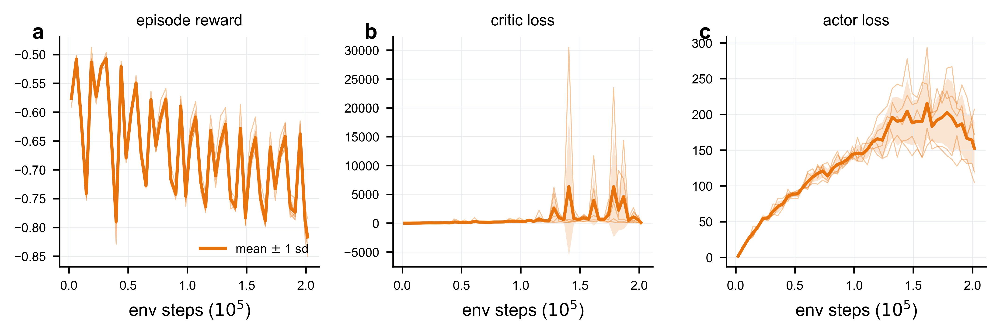 a
episode reward
−0.50
−0.55
−0.60
−0.65
−0.70
−0.75
−0.80
−0.85
mean ± 1 sd
0.0 0.5 1.0 1.5 2.0
env steps (10⁵)
b
critic loss
30000
25000
20000
15000
10000
5000
0
−5000
0.0 0.5 1.0 1.5 2.0
env steps (10⁵)
c
actor loss
300
250
200
150
100
50
0
0.0 0.5 1.0 1.5 2.0
env steps (10⁵)